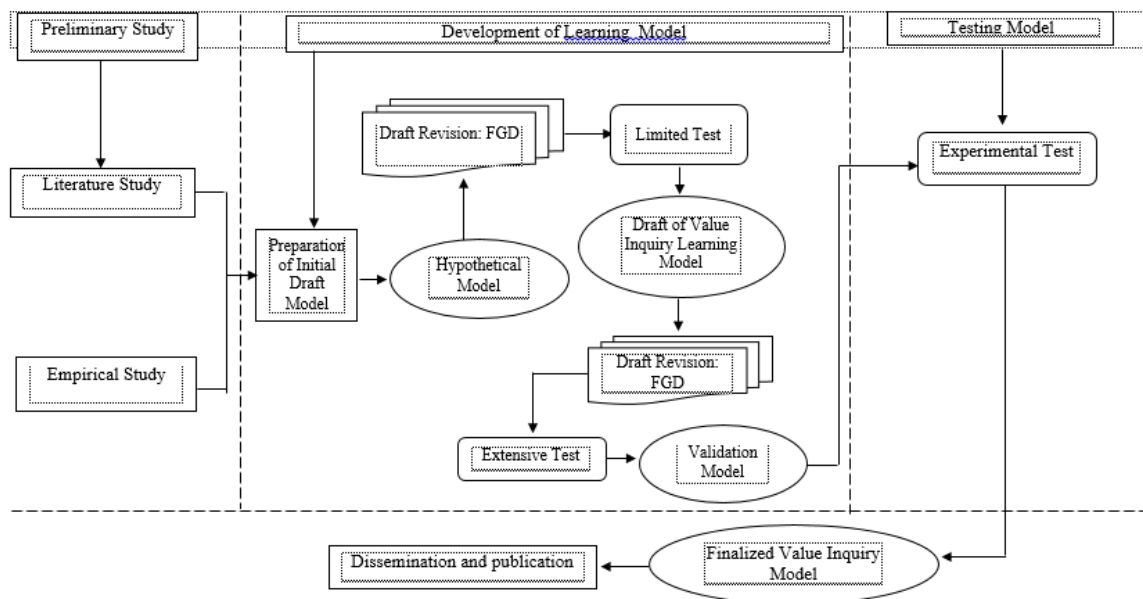 Preliminary Study
Development of Learning Model
Testing Model
Draft Revision: FGD
Limited Test
Experimental Test
Literature Study
Preparation
of Initial
Draft
Model
Hypothetical
Model
Draft of Value
Inquiry Learning
Model
Empirical Study
Draft Revision:
FGD
Extensive Test
Validation
Model
Dissemination and publication
Finalized Value Inquiry
Model